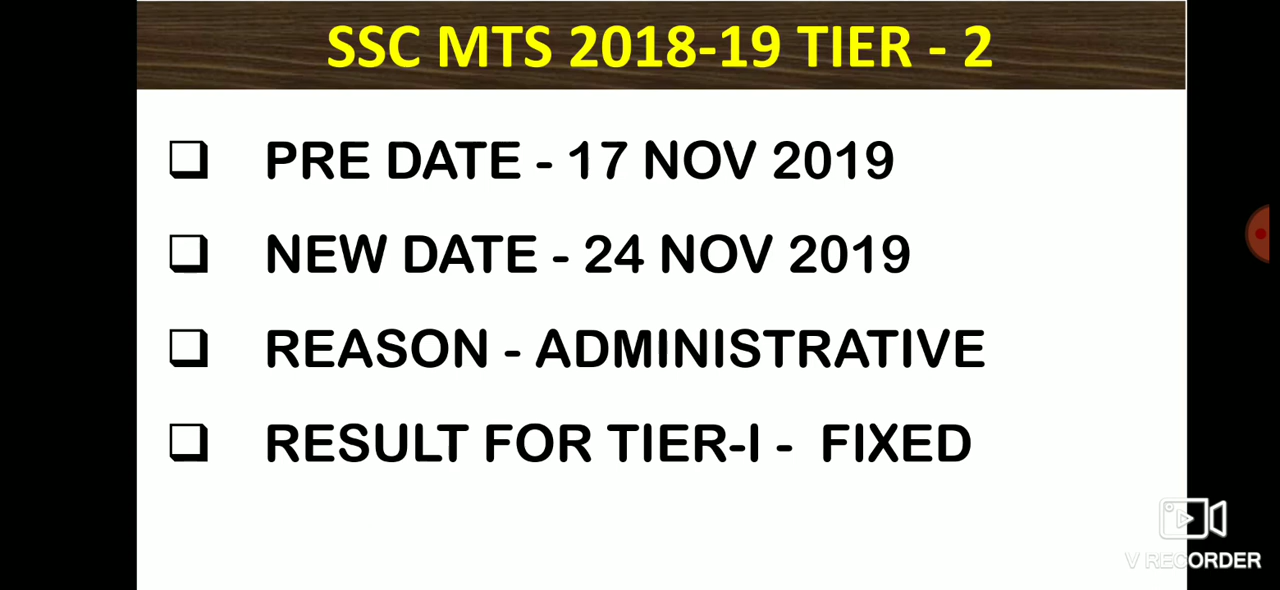 SSC MTS 2018-19 TIER - 2
PRE DATE - 17 NOV 2019
NEW DATE - 24 NOV 2019
REASON - ADMINISTRATIVE
RESULT FOR TIER-I - FIXED
V RECORDER